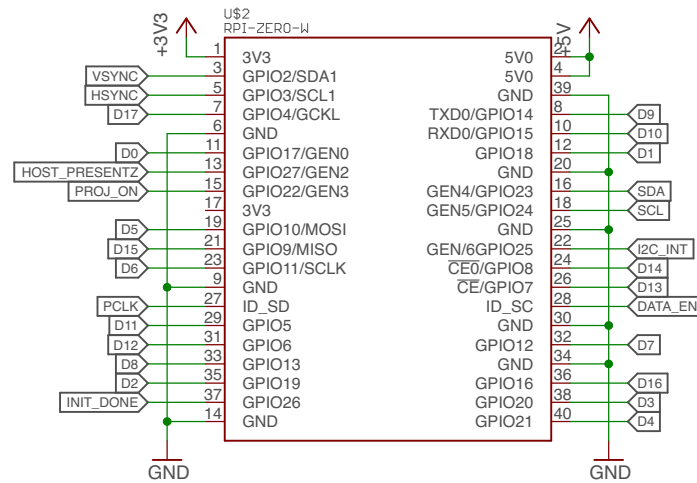 U$2
RPI-ZERO-W
+3V3
+5V
1 3V3 5V0 2
VSYNC 3 GPIO2/SDA1 5V0 4
HSYNC 5 GPIO3/SCL1 GND 39
D17 7 GPIO4/GCKL TXD0/GPIO14 8 D9
6 GND RXD0/GPIO15 10 D10
D0 11 GPIO17/GEN0 GPIO18 12 D1
HOST_PRESENTZ 13 GPIO27/GEN2 GND 20
PROJ_ON 15 GPIO22/GEN3 GEN4/GPIO23 16 SDA
17 3V3 GEN5/GPIO24 18 SCL
D5 19 GPIO10/MOSI GND 25
D15 21 GPIO9/MISO GEN/6GPIO25 22 I2C_INT
D6 23 GPIO11/SCLK CE0/GPIO8 24 D14
9 GND CE/GPIO7 26 D13
PCLK 27 ID_SD ID_SC 28 DATA_EN
D11 29 GPIO5 GND 30
D12 31 GPIO6 GPIO12 32 D7
D8 33 GPIO13 GND 34
D2 35 GPIO19 GPIO16 36 D16
INIT_DONE 37 GPIO26 GPIO20 38 D3
14 GND GPIO21 40 D4
GND GND